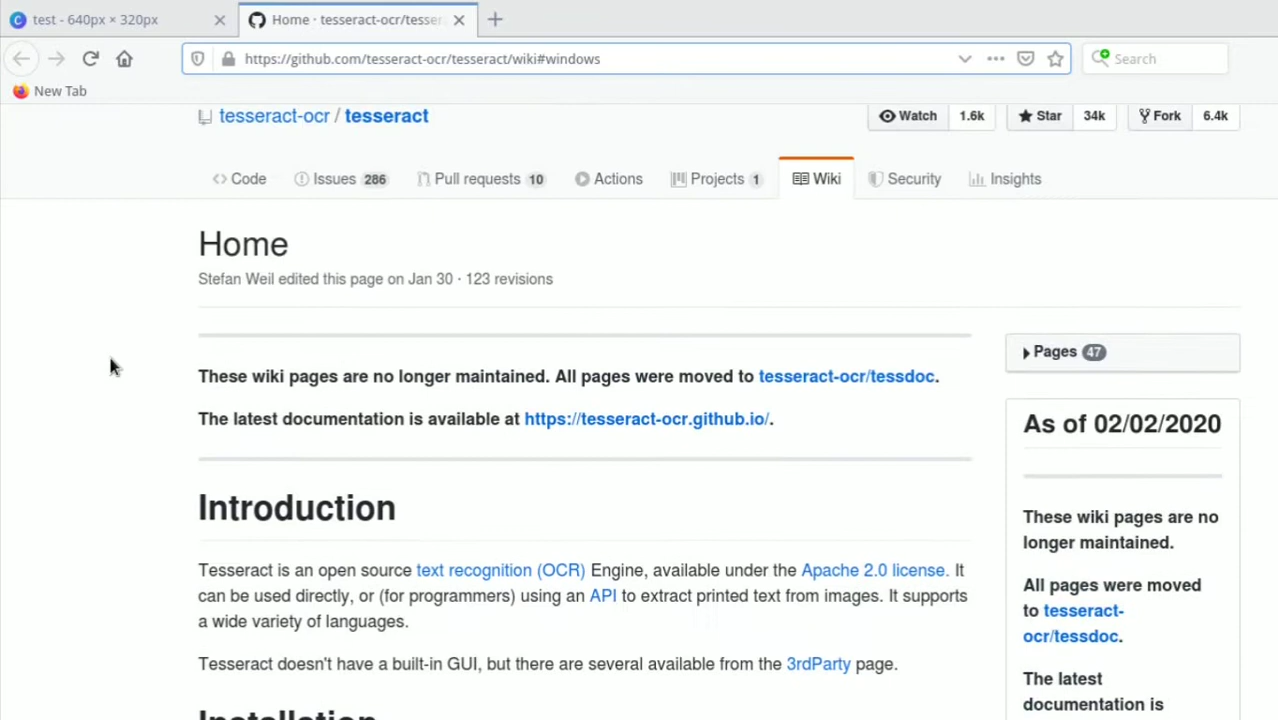 test - 640px × 320px
Home · tesseract-ocr/tesser
https://github.com/tesseract-ocr/tesseract/wiki#windows
Search
New Tab
tesseract-ocr / tesseract
Watch 1.6k
Star 34k
Fork 6.4k
Code
Issues 286
Pull requests 10
Actions
Projects 1
Wiki
Security
Insights
Home
Stefan Weil edited this page on Jan 30 · 123 revisions
These wiki pages are no longer maintained. All pages were moved to tesseract-ocr/tessdoc.
The latest documentation is available at https://tesseract-ocr.github.io/.
Introduction
Tesseract is an open source text recognition (OCR) Engine, available under the Apache 2.0 license. It
can be used directly, or (for programmers) using an API to extract printed text from images. It supports
a wide variety of languages.
Tesseract doesn't have a built-in GUI, but there are several available from the 3rdParty page.
Installation
Pages 47
As of 02/02/2020
These wiki pages are no
longer maintained.
All pages were moved
to tesseract-
ocr/tessdoc.
The latest
documentation is